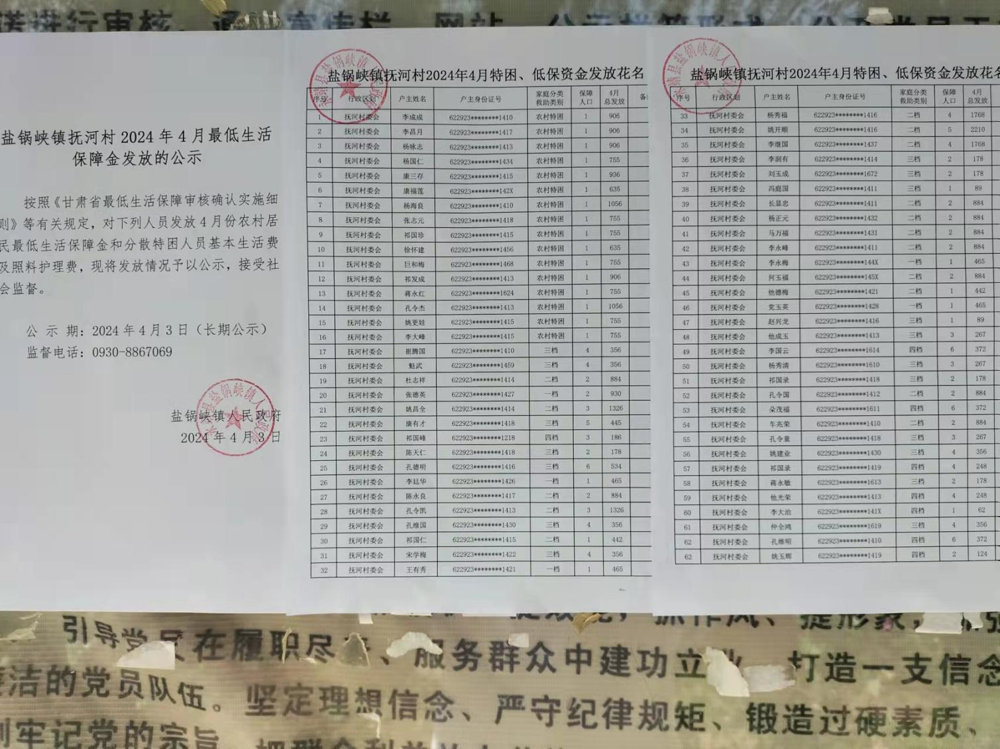 盐锅峡镇抚河村 2024 年 4 月最低生活
保障金发放的公示
按照《甘肃省最低生活保障审核确认实施细
则》等有关规定，对下列人员发放 4 月份农村居
民最低生活保障金和分散特困人员基本生活费
及照料护理费，现将发放情况予以公示，接受社
会监督。
公 示 期：2024 年 4 月 3 日（长期公示）
监督电话：0930-8867069
盐锅峡镇人民政府
2024 年 4 月 3 日
盐锅峡镇抚河村2024年4月特困、低保资金发放花名
序号 行政区划 户主姓名 户主身份证号 家庭分类救助类别 保障人口 4月总发放
1 抚河村委会 李成成 622923********1410 农村特困 1 906
2 抚河村委会 李昌月 622923********1417 农村特困 1 906
3 抚河村委会 杨咏志 622923********1413 农村特困 1 906
4 抚河村委会 杨国仁 622923********1434 农村特困 1 755
5 抚河村委会 康三存 622923********1415 农村特困 1 936
6 抚河村委会 康福莲 622923********142X 农村特困 1 635
7 抚河村委会 杨海良 622923********1410 农村特困 1 1056
8 抚河村委会 张志元 622923********1418 农村特困 1 755
9 抚河村委会 祁国珍 622923********1415 农村特困 1 755
10 抚河村委会 徐怀建 622923********1456 农村特困 1 635
11 抚河村委会 巨和梅 622923********1468 农村特困 1 755
12 抚河村委会 祁发成 622923********1413 农村特困 1 906
13 抚河村委会 蒋永红 622923********1624 农村特困 1 755
14 抚河村委会 孔令杰 622923********1413 农村特困 1 1056
15 抚河村委会 姚更娃 622923********1415 农村特困 1 755
16 抚河村委会 李大峰 622923********1415 农村特困 1 755
17 抚河村委会 崔腾国 622923********1410 三档 4 356
18 抚河村委会 魁武 622923********1459 三档 4 356
19 抚河村委会 杜志祥 622923********1414 二档 2 884
20 抚河村委会 张德英 622923********1427 一档 2 930
21 抚河村委会 姚昌全 622923********1414 二档 3 1326
22 抚河村委会 康有才 622923********1418 三档 5 445
23 抚河村委会 祁国峰 622923********1218 四档 3 186
24 抚河村委会 陈天仁 622923********1418 三档 2 178
25 抚河村委会 孔德明 622923********1416 三档 6 534
26 抚河村委会 李廷华 622923********1426 一档 1 465
27 抚河村委会 陈永良 622923********1417 二档 2 884
28 抚河村委会 孔令凯 622923********1413 二档 3 1326
29 抚河村委会 孔维国 622923********1430 三档 4 356
30 抚河村委会 祁国仁 622923********1415 二档 1 442
31 抚河村委会 宋学梅 622923********1422 三档 4 356
32 抚河村委会 王有秀 622923********1421 一档 1 465
盐锅峡镇抚河村2024年4月特困、低保资金发放花名
序号 行政区划 户主姓名 户主身份证号 家庭分类救助类别 保障人口 4月总发放
33 抚河村委会 杨秀福 622923********1416 二档 4 1768
34 抚河村委会 姚开顺 622923********1416 二档 5 2210
35 抚河村委会 李继国 622923********1437 二档 4 1768
36 抚河村委会 李润有 622923********1414 三档 2 178
37 抚河村委会 刘玉成 622923********1672 三档 2 178
38 抚河村委会 冯庭国 622923********1411 三档 1 89
39 抚河村委会 长显忠 622923********1411 二档 2 884
40 抚河村委会 杨正元 622923********1432 二档 2 884
41 抚河村委会 马万福 622923********1431 二档 2 884
42 抚河村委会 李永峰 622923********1411 二档 2 884
43 抚河村委会 李永梅 622923********144X 一档 1 465
44 抚河村委会 何玉福 622923********145X 二档 2 884
45 抚河村委会 他德梅 622923********1421 二档 1 442
46 抚河村委会 党玉英 622923********1428 一档 1 465
47 抚河村委会 赵兴龙 622923********1416 三档 1 89
48 抚河村委会 他成玉 622923********1413 三档 3 267
49 抚河村委会 李国云 622923********1614 四档 6 372
50 抚河村委会 杨秀清 622923********1610 三档 3 267
51 抚河村委会 祁国录 622923********1418 三档 2 178
52 抚河村委会 孔令国 622923********1412 二档 2 884
53 抚河村委会 朵茂福 622923********1611 四档 6 372
54 抚河村委会 车兆荣 622923********1410 二档 2 884
55 抚河村委会 孔令童 622923********1418 三档 3 267
56 抚河村委会 姚建业 622923********1430 三档 4 356
57 抚河村委会 祁国录 622923********1419 四档 4 248
58 抚河村委会 蒋永敏 622923********1613 三档 2 178
59 抚河村委会 他光荣 622923********1413 四档 4 248
60 抚河村委会 李大治 622923********141X 四档 1 62
61 抚河村委会 仲全鸿 622923********1619 三档 4 356
62 抚河村委会 孔维明 622923********1410 四档 6 372
62 抚河村委会 姚玉辉 622923********1419 四档 2 124
引导党员在履职尽 、服务群众中建功立业 打造一支信念
洁的党员队伍。坚定理想信念、严守纪律规矩、锻造过硬素质、
牢记党的宗旨